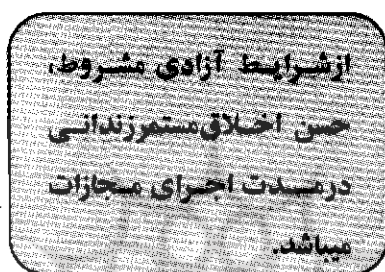 ازشرایط آزادی مشروط،
حسن اخلاق مستمرزندانی
درمدت اجرای مجازات
میباشد.